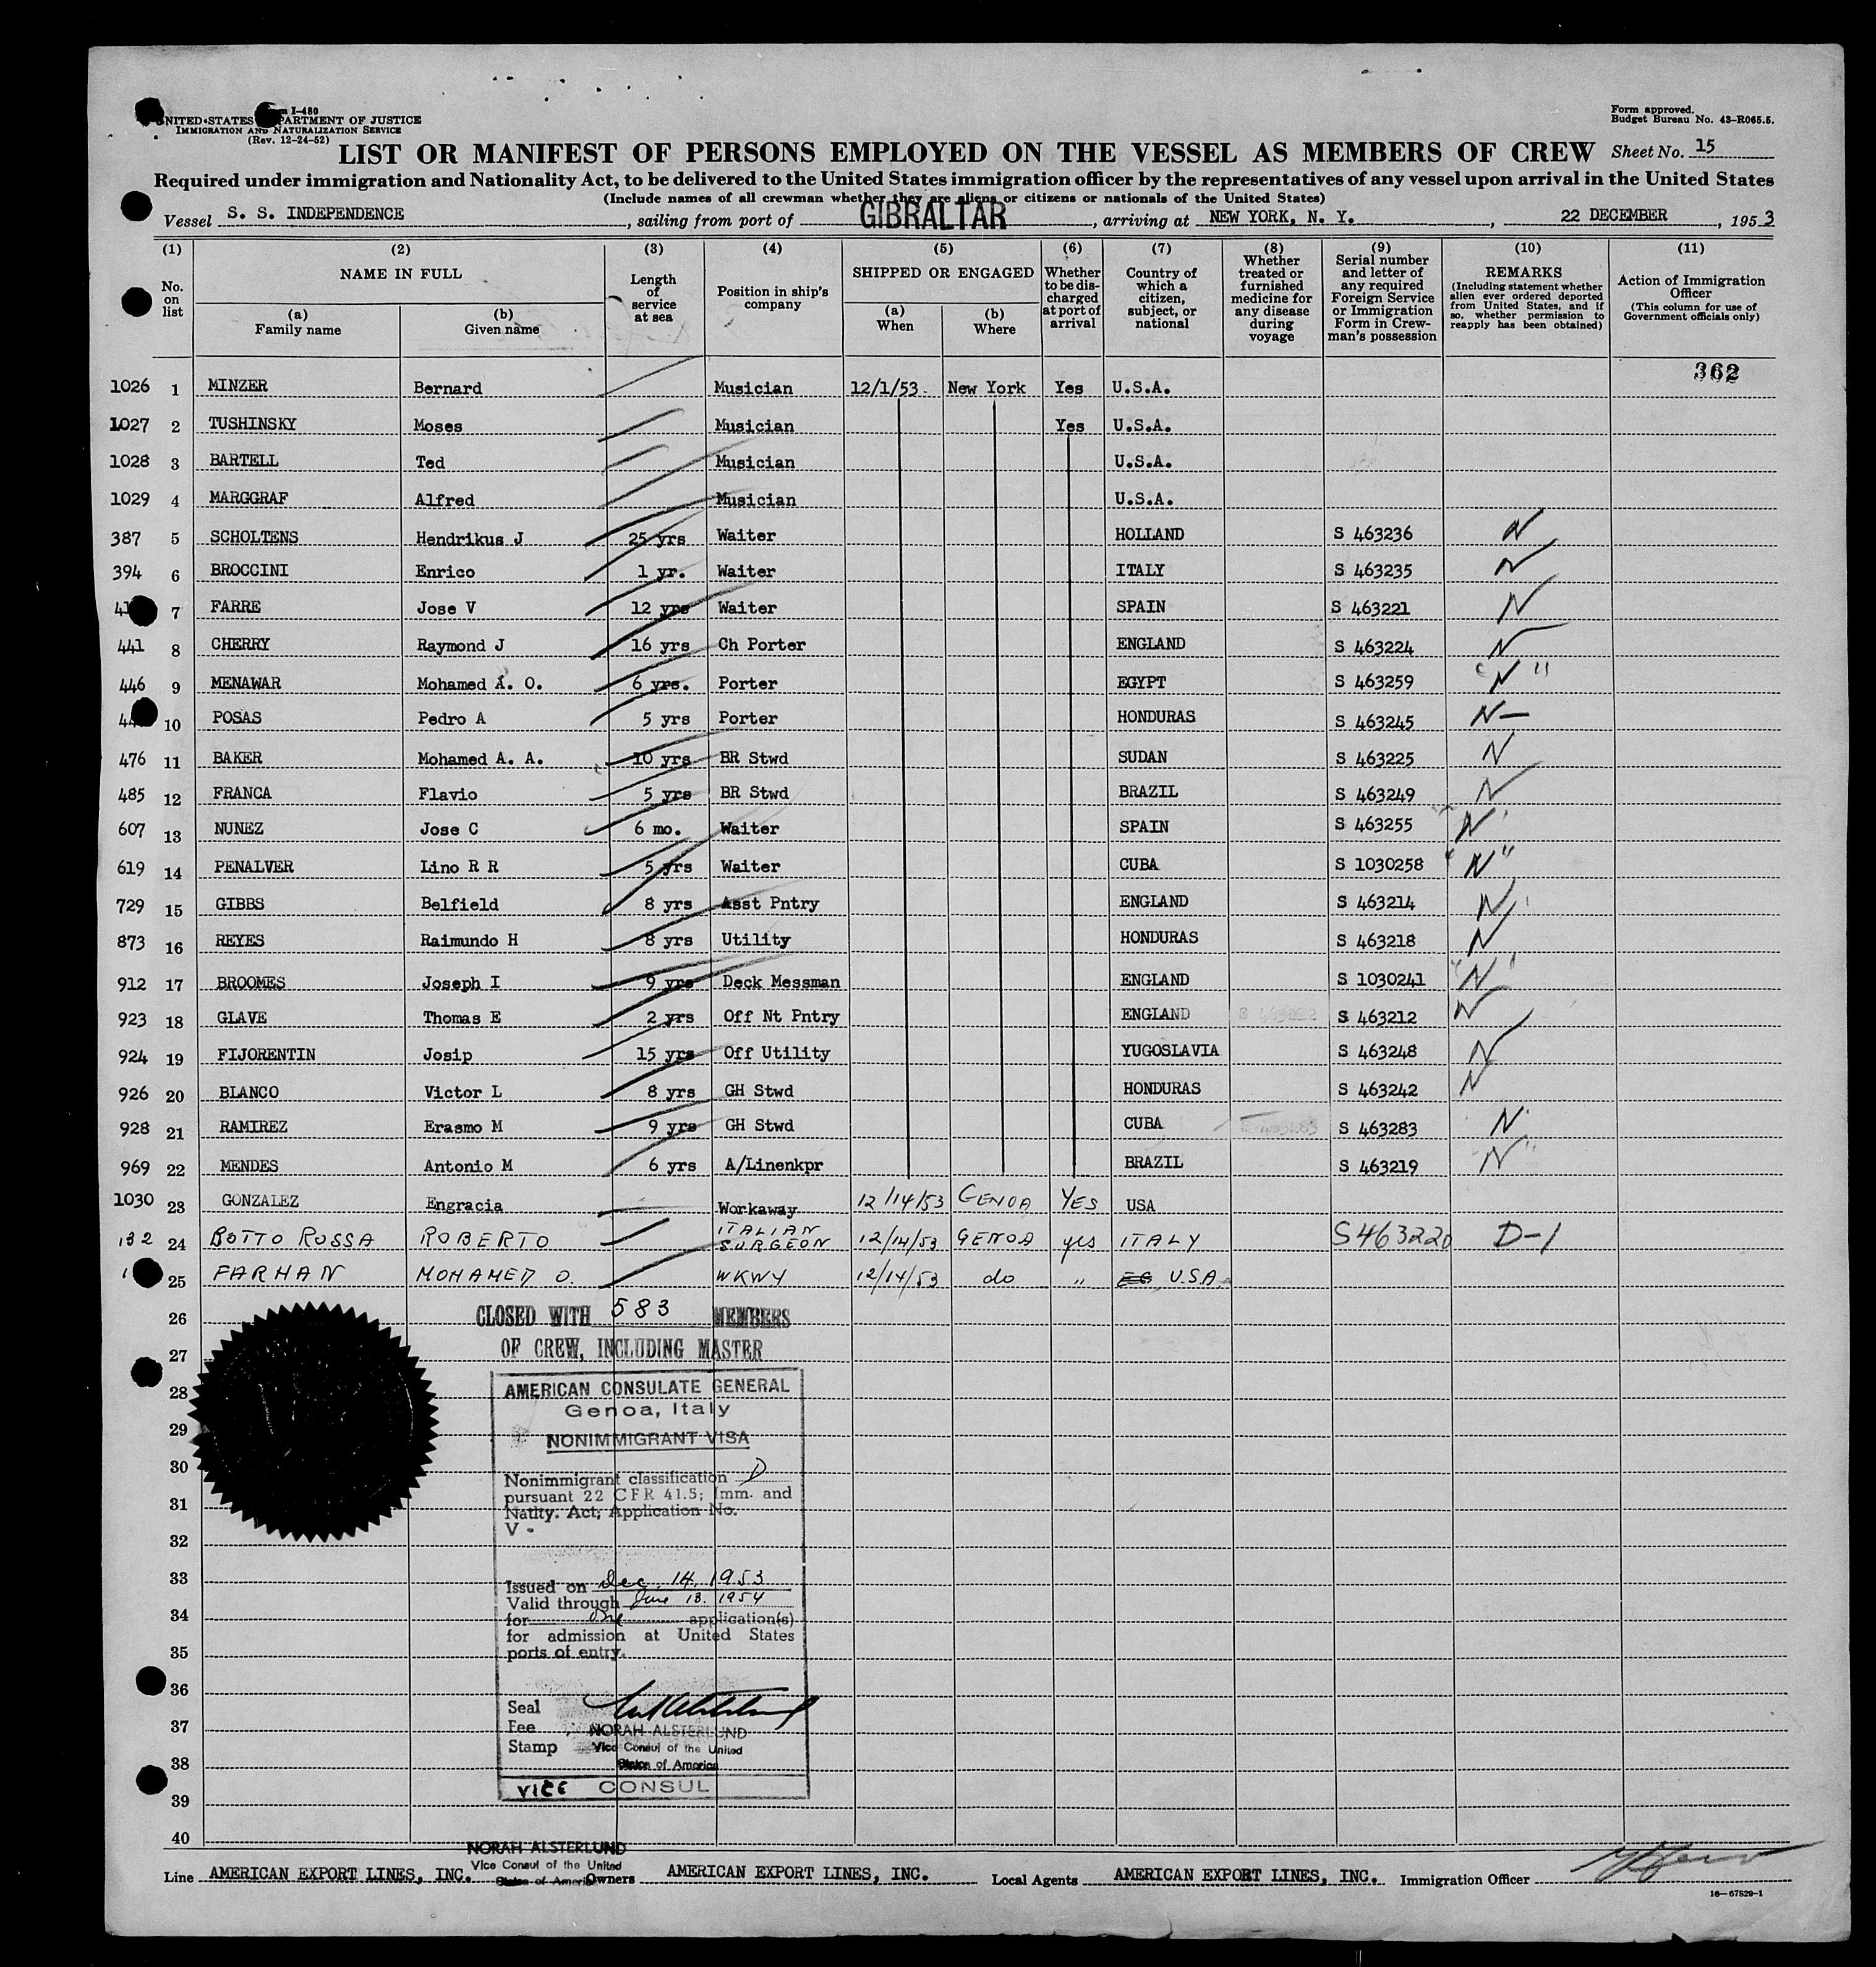 Form I-480
UNITED STATES DEPARTMENT OF JUSTICE
IMMIGRATION AND NATURALIZATION SERVICE
(Rev. 12-24-52)
Form approved.
Budget Bureau No. 43-R065.5.
LIST OR MANIFEST OF PERSONS EMPLOYED ON THE VESSEL AS MEMBERS OF CREW Sheet No. 15
Required under immigration and Nationality Act, to be delivered to the United States immigration officer by the representatives of any vessel upon arrival in the United States
(Include names of all crewman whether they are aliens or citizens or nationals of the United States)
Vessel S. S. INDEPENDENCE, sailing from port of GIBRALTAR, arriving at NEW YORK, N. Y., 22 DECEMBER, 1953
(1) (2) (3) (4) (5) (6) (7) (8) (9) (10) (11)
No. on list
NAME IN FULL
(a) Family name
(b) Given name
Length of service at sea
Position in ship's company
SHIPPED OR ENGAGED
(a) When
(b) Where
Whether to be discharged at port of arrival
Country of which a citizen, subject, or national
Whether treated or furnished medicine for any disease during voyage
Serial number and letter of any required Foreign Service or Immigration Form in Crewman's possession
REMARKS
(Including statement whether alien ever ordered deported from United States, and if so, whether permission to reapply has been obtained)
Action of Immigration Officer
(This column for use of Government officials only)
362
1026 1 MINZER Bernard Musician 12/1/53. New York Yes U.S.A.
1027 2 TUSHINSKY Moses Musician Yes U.S.A.
1028 3 BARTELL Ted Musician U.S.A.
1029 4 MARGGRAF Alfred Musician U.S.A.
387 5 SCHOLTENS Hendrikus J 25 yrs Waiter HOLLAND S 463236 N
394 6 BROCCINI Enrico 1 yr. Waiter ITALY S 463235 N
7 FARRE Jose V 12 yrs Waiter SPAIN S 463221 N
441 8 CHERRY Raymond J 16 yrs Ch Porter ENGLAND S 463224 N
446 9 MENAWAR Mohamed A. O. 6 yrs. Porter EGYPT S 463259 "N"
10 POSAS Pedro A 5 yrs Porter HONDURAS S 463245 N—
476 11 BAKER Mohamed A. A. 10 yrs BR Stwd SUDAN S 463225 N
485 12 FRANCA Flavio 5 yrs BR Stwd BRAZIL S 463249 N
607 13 NUNEZ Jose C 6 mo. Waiter SPAIN S 463255 N
619 14 PENALVER Lino R R 5 yrs Waiter CUBA S 1030258 "N"
729 15 GIBBS Belfield 8 yrs Asst Pntry ENGLAND S 463214 N
873 16 REYES Raimundo H 8 yrs Utility HONDURAS S 463218 N
912 17 BROOMES Joseph I 9 yrs Deck Messman ENGLAND S 1030241 "N"
923 18 GLAVE Thomas E 2 yrs Off Nt Pntry ENGLAND S 463212 N
924 19 FIJORENTIN Josip 15 yrs Off Utility YUGOSLAVIA S 463248 N
926 20 BLANCO Victor L 8 yrs GH Stwd HONDURAS S 463242 N
928 21 RAMIREZ Erasmo M 9 yrs GH Stwd CUBA S 463283 N
969 22 MENDES Antonio M 6 yrs A/Linenkpr BRAZIL S 463219 N"
1030 23 GONZALEZ Engracia Workaway 12/14/53 GENOA YES USA
132 24 BOTTO RUSSA ROBERTO ITALIAN SURGEON 12/14/53 GENOA yes ITALY S463220 D-1
25 FARHAN MOHAMED O. WKWY 12/14/53 do " EG U.S.A.
26 CLOSED WITH 583 MEMBERS
27 OF CREW, INCLUDING MASTER
28 AMERICAN CONSULATE GENERAL
Genoa, Italy
29 NONIMMIGRANT VISA
30 Nonimmigrant classification D
pursuant 22 CFR 41.5; Imm. and
31 Natlty. Act; Application No.
V -
32
33 Issued on Dec. 14, 1953
Valid through June 13. 1954
34 for One application(s)
for admission at United States
35 ports of entry.
36 Seal
37 Fee NORAH ALSTERLUND
Stamp Vice Consul of the United
38 States of America
VICE CONSUL
39
40
NORAH ALSTERLUND
Vice Consul of the United
States of America
Line AMERICAN EXPORT LINES, INC. Owners AMERICAN EXPORT LINES, INC. Local Agents AMERICAN EXPORT LINES, INC. Immigration Officer
16—67829-1